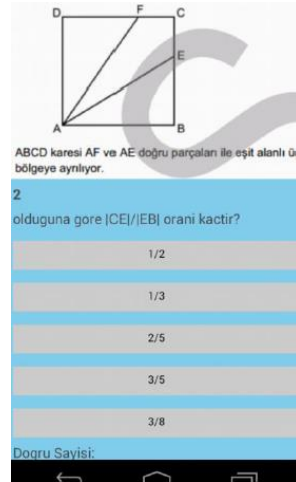 D F C
E
A B
ABCD karesi AF ve AE doğru parçaları ile eşit alanlı
bölgeye ayrılıyor.
2
olduguna gore |CE|/|EB| orani kactir?
1/2
1/3
2/5
3/5
3/8
Dogru Sayisi: